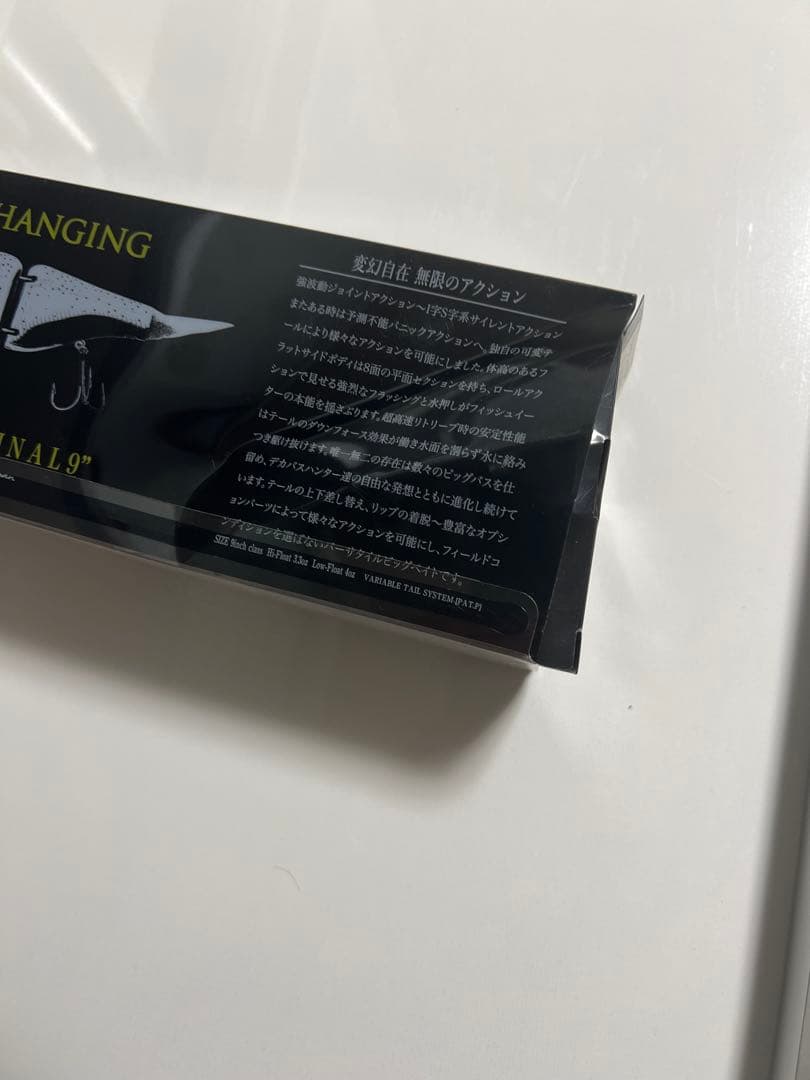 HANGING
INAL 9"
変幻自在 無限のアクション
強波動ジョイントアクション〜I字S字系サイレントアクション
またある時は予測不能パニックアクションへ。独自の可変テ
ールにより様々なアクションを可能にしました。体高のあるフ
ラットサイドボディは8面の平面セクションを持ち、ロールアク
ションで見せる強烈なフラッシングと水押しがフィッシュイー
ターの本能を揺さぶります。超高速リトリーブ時の安定性能
はテールのダウンフォース効果が働き水面を割らず水に絡み
つき駆け抜けます。唯一無二の存在は数々のビッグバスを仕
留め、デカバスハンター達の自由な発想とともに進化し続けて
います。テールの上下差し替え、リップの着脱〜豊富なオプシ
ョンパーツによって様々なアクションを可能にし、フィールドコ
ンディションを選ばないバーサタイルビッグベイトです。
SIZE 9inch class Hi-Float 3.3oz Low-Float 4oz VARIABLE TAIL SYSTEM-[PAT.P]